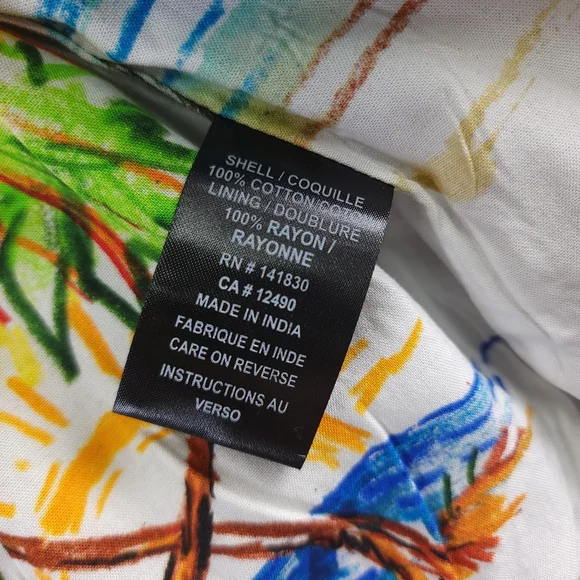 SHELL / COQUILLE
100% COTTON/COTON
LINING / DOUBLURE
100% RAYON /
RAYONNE
RN # 141830
CA # 12490
MADE IN INDIA
FABRIQUE EN INDE
CARE ON REVERSE
INSTRUCTIONS AU
VERSO